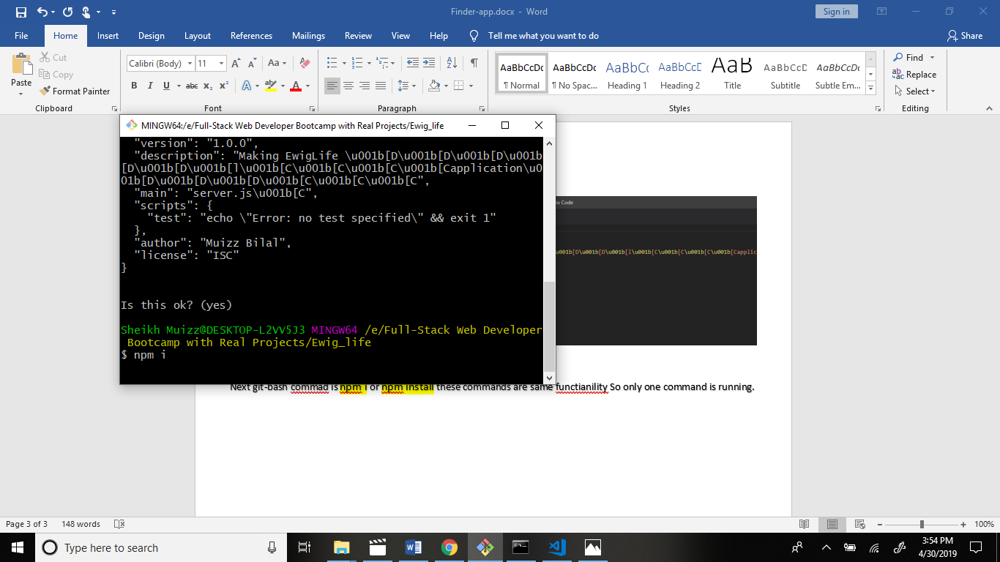 Finder-app.docx - Word
Sign in
File Home Insert Design Layout References Mailings Review View Help Tell me what you want to do Share
Paste
Cut
Copy
Format Painter
Clipboard
Calibri (Body) 11
Font
Paragraph
AaBbCcDc AaBbCcDc AaBbCc AaBbCcD AaB AaBbCcD AaBbCcDc
¶ Normal ¶ No Spac... Heading 1 Heading 2 Title Subtitle Subtle Em...
Styles
Find
Replace
Select
Editing
MINGW64:/e/Full-Stack Web Developer Bootcamp with Real Projects/Ewig_life
"version": "1.0.0",
"description": "Making EwigLife \u001b[D\u001b[D\u001b[D\u001b
[D\u001b[D\u001b[l\u001b[C\u001b[C\u001b[C\u001b[Capplication\u0
01b[D\u001b[D\u001b[D\u001b[C\u001b[C\u001b[C",
"main": "server.js\u001b[C",
"scripts": {
"test": "echo \"Error: no test specified\" && exit 1"
},
"author": "Muizz Bilal",
"license": "ISC"
}
Is this ok? (yes)
Sheikh Muizz@DESKTOP-L2VV5J3 MINGW64 /e/Full-Stack Web Developer
Bootcamp with Real Projects/Ewig_life
$ npm i
Code
\u001b[D\u001b[D\u001b[l\u001b[C\u001b[C\u001b[C\u001b[Capplic
Next git-bash commad is npm i or npm install these commands are same functianility So only one command is running.
Page 3 of 3 148 words 100%
Type here to search
3:54 PM
4/30/2019